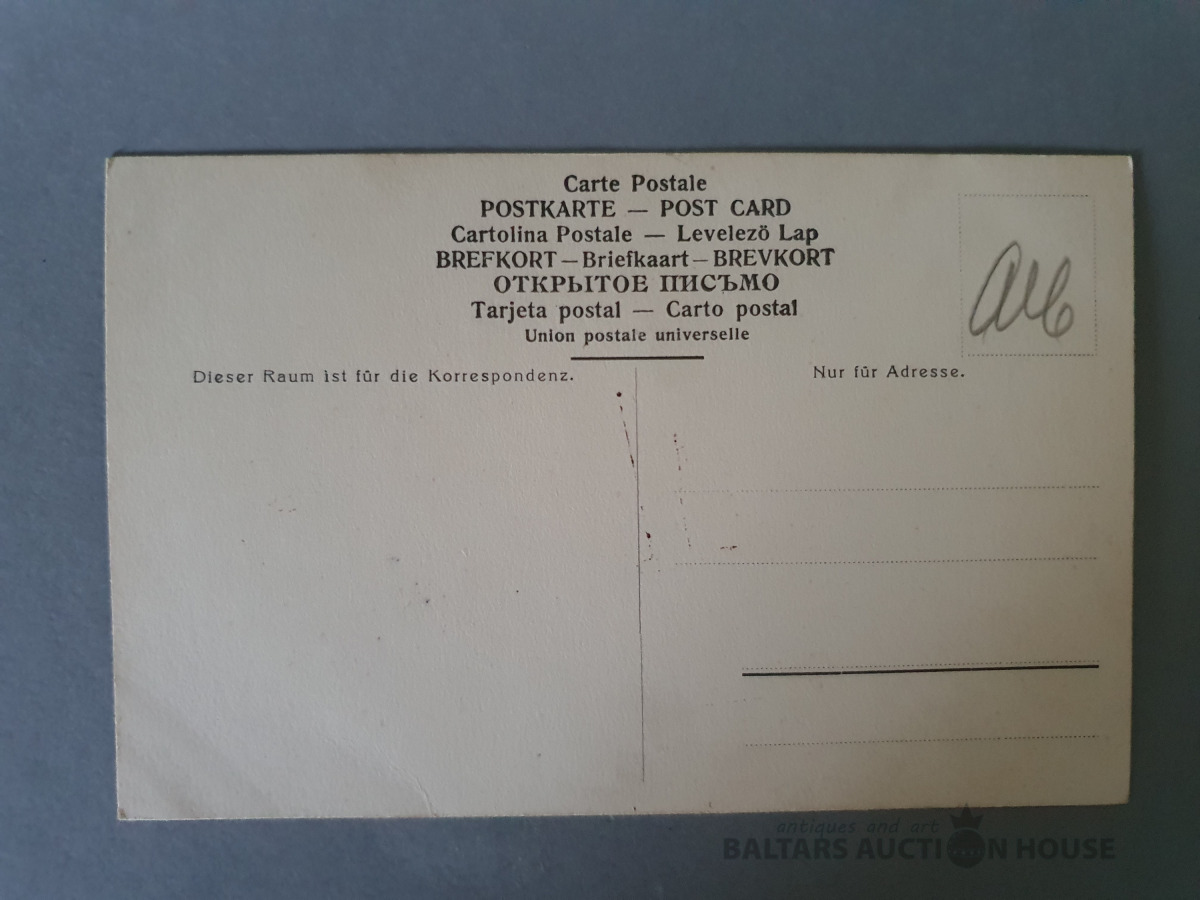 Carte Postale
POSTKARTE — POST CARD
Cartolina Postale — Levelezö Lap
BREFKORT — Briefkaart — BREVKORT
ОТКРЫТОЕ ПИСЬМО
Tarjeta postal — Carto postal
Union postale universelle
Dieser Raum ist für die Korrespondenz.
Nur für Adresse.
antiques and art
BALTARS AUCTION HOUSE